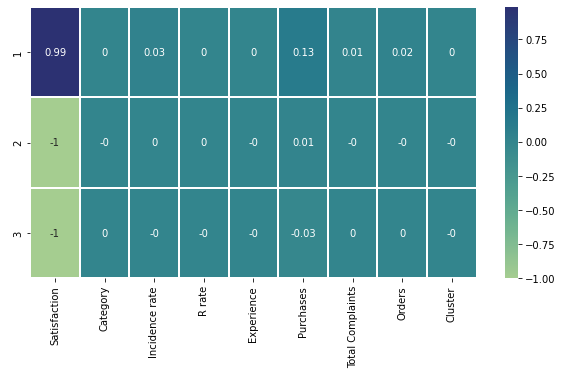 1 0.99 0 0.03 0 0 0.13 0.01 0.02 0
2 -1 -0 0 0 -0 0.01 -0 -0 -0
3 -1 0 -0 -0 -0 -0.03 0 0 -0
Satisfaction
Category
Incidence rate
R rate
Experience
Purchases
Total Complaints
Orders
Cluster
0.75
0.50
0.25
0.00
−0.25
−0.50
−0.75
−1.00